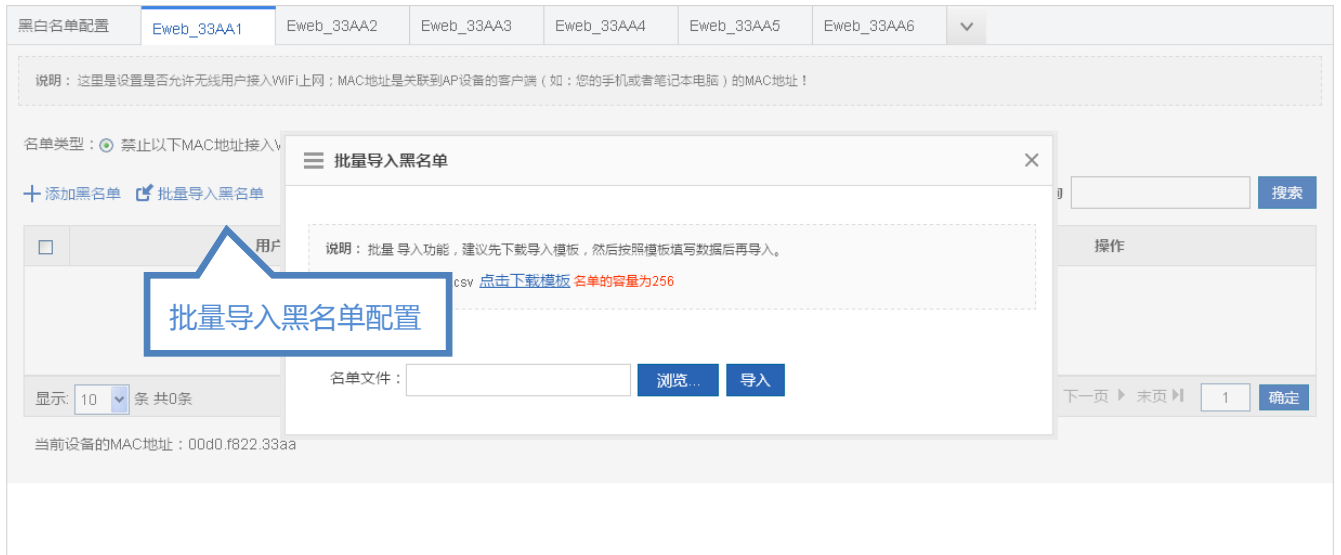 黑白名单配置 Eweb_33AA1 Eweb_33AA2 Eweb_33AA3 Eweb_33AA4 Eweb_33AA5 Eweb_33AA6
说明：这里是设置是否允许无线用户接入WiFi上网；MAC地址是关联到AP设备的客户端（如：您的手机或者笔记本电脑）的MAC地址！
名单类型： 禁止以下MAC地址接入
批量导入黑名单
添加黑名单 批量导入黑名单 搜索
用户 操作
说明： 批量 导入功能，建议先下载导入模板，然后按照模板填写数据后再导入。
csv 点击下载模板 名单的容量为256
批量导入黑名单配置
名单文件： 浏览... 导入
显示: 10 条 共0条 下一页 末页 1 确定
当前设备的MAC地址：00d0.f822.33aa